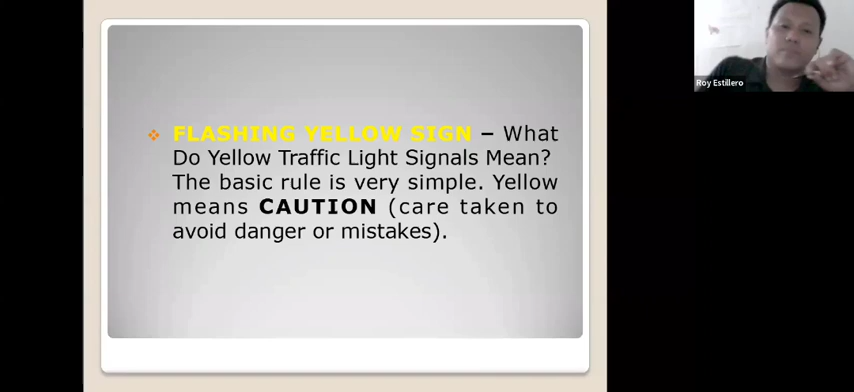 FLASHING YELLOW SIGN – What
Do Yellow Traffic Light Signals Mean?
The basic rule is very simple. Yellow
means CAUTION (care taken to
avoid danger or mistakes).
Roy Estillero